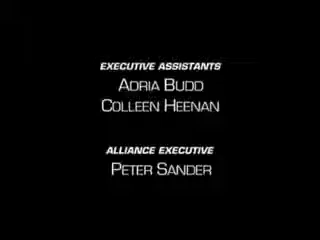 EXECUTIVE ASSISTANTS
ADRIA BUDD
COLLEEN HEENAN
ALLIANCE EXECUTIVE
PETER SANDER